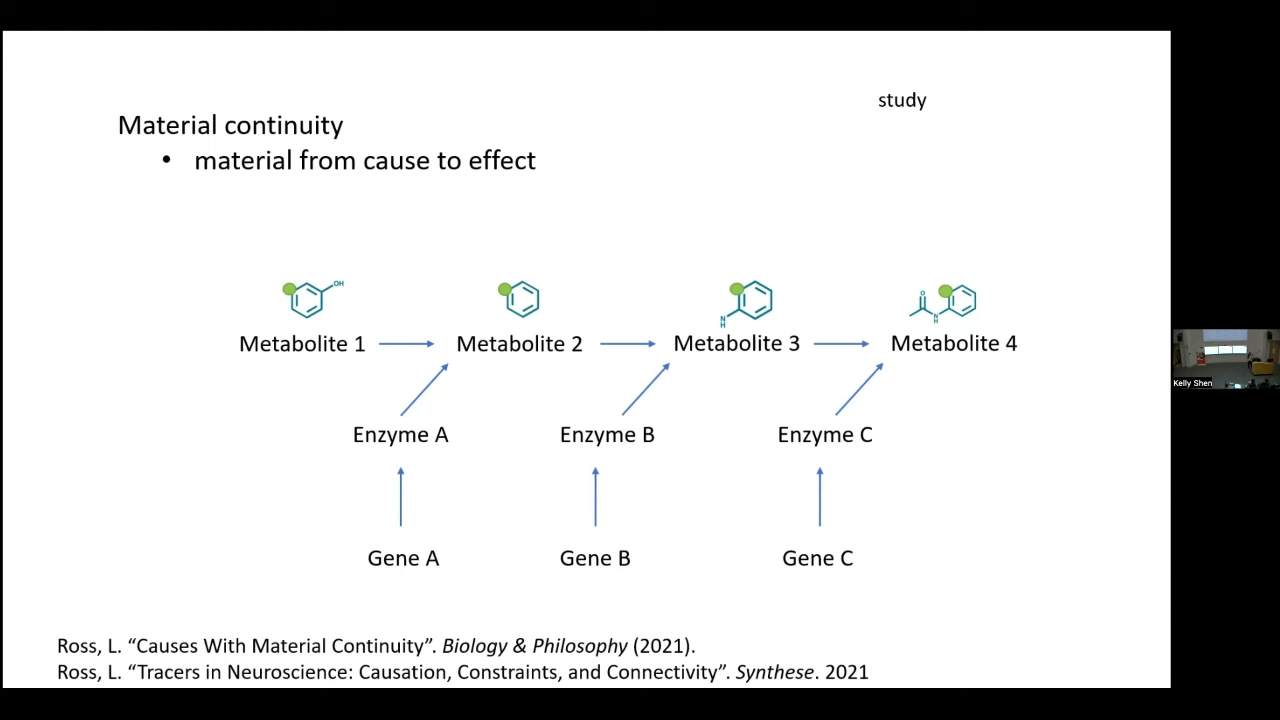 study
Material continuity
• material from cause to effect
OH
O
N
H
N
H
Metabolite 1 Metabolite 2 Metabolite 3 Metabolite 4
Enzyme A Enzyme B Enzyme C
Gene A Gene B Gene C
Kelly Shen
Ross, L. “Causes With Material Continuity”. Biology & Philosophy (2021).
Ross, L. “Tracers in Neuroscience: Causation, Constraints, and Connectivity”. Synthese. 2021